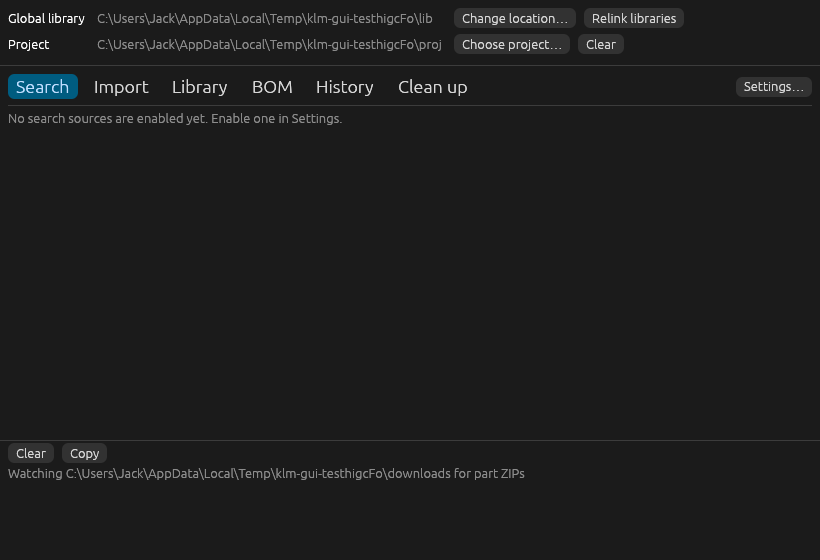 Global library C:\Users\Jack\AppData\Local\Temp\klm-gui-testhigcFo\lib Change location... Relink libraries
Project C:\Users\Jack\AppData\Local\Temp\klm-gui-testhigcFo\proj Choose project... Clear
Search Import Library BOM History Clean up Settings...
No search sources are enabled yet. Enable one in Settings.
Clear Copy
Watching C:\Users\Jack\AppData\Local\Temp\klm-gui-testhigcFo\downloads for part ZIPs